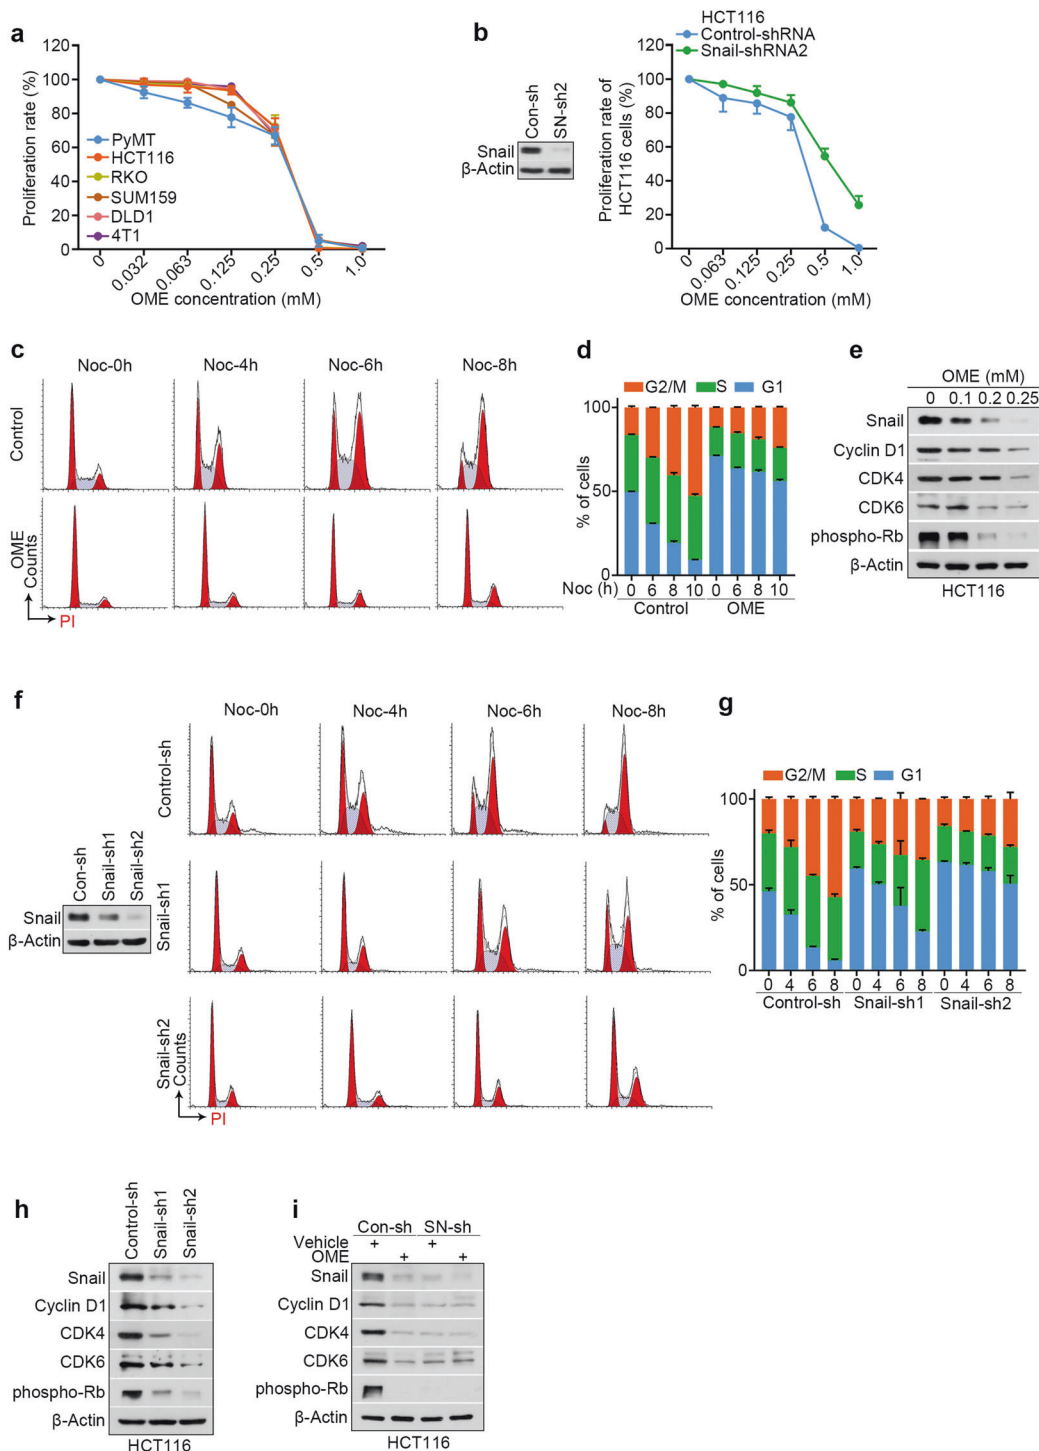 a
Proliferation rate (%)
120
100
80
60
40
20
0
PyMT
HCT116
RKO
SUM159
DLD1
4T1
0 0.032 0.063 0.125 0.25 0.5 1.0
OME concentration (mM)
b
Con-sh SN-sh2
Snail
β-Actin
HCT116
Control-shRNA
Snail-shRNA2
Proliferation rate of
HCT116 cells (%)
120
100
80
60
40
20
0
0 0.063 0.125 0.25 0.5 1.0
OME concentration (mM)
c
Noc-0h Noc-4h Noc-6h Noc-8h
Control
OME
Counts
PI
d
G2/M S G1
% of cells
100
50
0
Noc (h) 0 6 8 10 0 6 8 10
Control OME
e
OME (mM)
0 0.1 0.2 0.25
Snail
Cyclin D1
CDK4
CDK6
phospho-Rb
β-Actin
HCT116
f
Con-sh Snail-sh1 Snail-sh2
Snail
β-Actin
Noc-0h Noc-4h Noc-6h Noc-8h
Control-sh
Snail-sh1
Snail-sh2
Counts
PI
g
G2/M S G1
% of cells
100
50
0
0 4 6 8 0 4 6 8 0 4 6 8
Control-sh Snail-sh1 Snail-sh2
h
Control-sh Snail-sh1 Snail-sh2
Snail
Cyclin D1
CDK4
CDK6
phospho-Rb
β-Actin
HCT116
i
Con-sh SN-sh
Vehicle + +
OME + +
Snail
Cyclin D1
CDK4
CDK6
phospho-Rb
β-Actin
HCT116